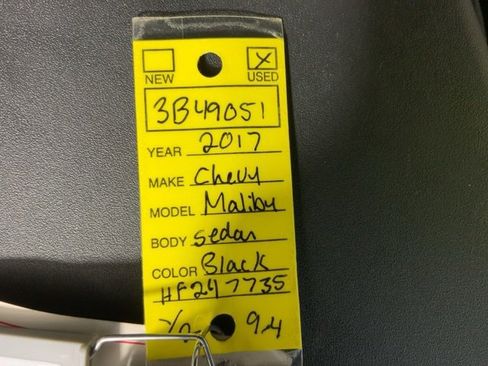 NEW X USED
3B49051
YEAR 2017
MAKE Chevy
MODEL Malibu
BODY sedan
COLOR Black
HF247735
94